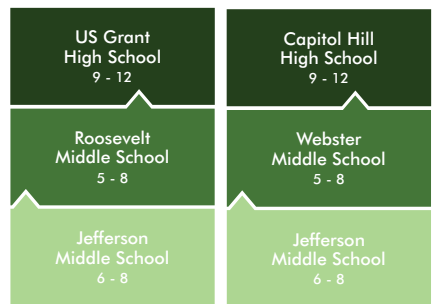 US Grant
High School
9 - 12
Roosevelt
Middle School
5 - 8
Jefferson
Middle School
6 - 8
Capitol Hill
High School
9 - 12
Webster
Middle School
5 - 8
Jefferson
Middle School
6 - 8